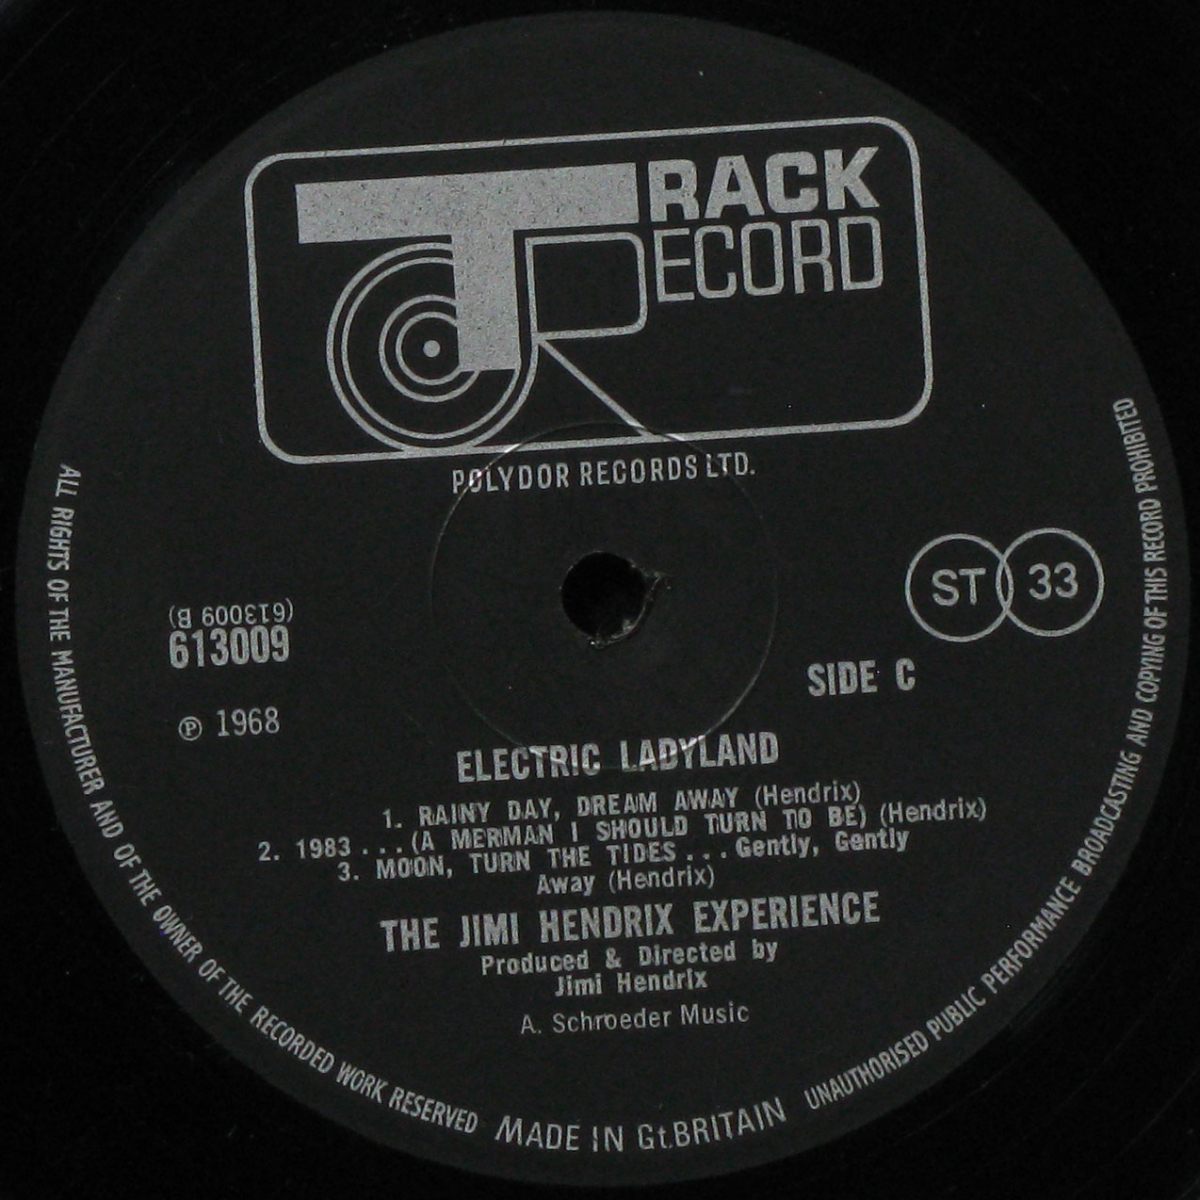 TRACK
RECORD
POLYDOR RECORDS LTD.
ST 33
(613009 B)
613009
SIDE C
℗ 1968
ELECTRIC LADYLAND
1. RAINY DAY, DREAM AWAY (Hendrix)
2. 1983 . . . (A MERMAN I SHOULD TURN TO BE) (Hendrix)
3. MOON, TURN THE TIDES . . . Gently, Gently
Away (Hendrix)
THE JIMI HENDRIX EXPERIENCE
Produced & Directed by
Jimi Hendrix
A. Schroeder Music
ALL RIGHTS OF THE MANUFACTURER AND OF THE OWNER OF THE RECORDED WORK RESERVED
MADE IN Gt.BRITAIN
UNAUTHORISED PUBLIC PERFORMANCE BROADCASTING AND COPYING OF THIS RECORD PROHIBITED